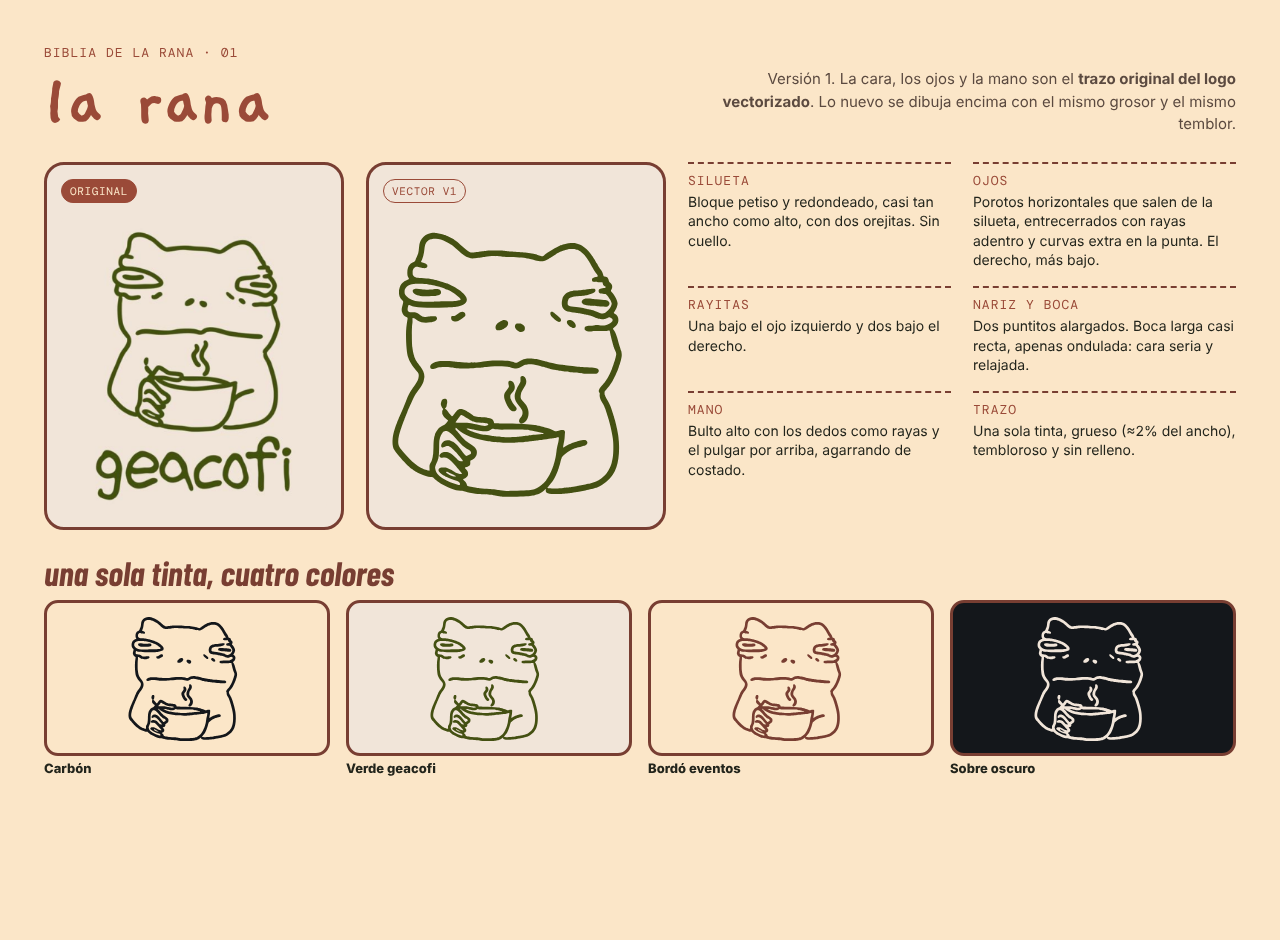 BIBLIA DE LA RANA · 01
la rana
Versión 1. La cara, los ojos y la mano son el trazo original del logo
vectorizado. Lo nuevo se dibuja encima con el mismo grosor y el mismo
temblor.
ORIGINAL
geacofi
VECTOR V1
SILUETA
Bloque petiso y redondeado, casi tan
ancho como alto, con dos orejitas. Sin
cuello.
OJOS
Porotos horizontales que salen de la
silueta, entrecerrados con rayas
adentro y curvas extra en la punta. El
derecho, más bajo.
RAYITAS
Una bajo el ojo izquierdo y dos bajo el
derecho.
NARIZ Y BOCA
Dos puntitos alargados. Boca larga casi
recta, apenas ondulada: cara seria y
relajada.
MANO
Bulto alto con los dedos como rayas y
el pulgar por arriba, agarrando de
costado.
TRAZO
Una sola tinta, grueso (≈2% del ancho),
tembloroso y sin relleno.
una sola tinta, cuatro colores
Carbón
Verde geacofi
Bordó eventos
Sobre oscuro